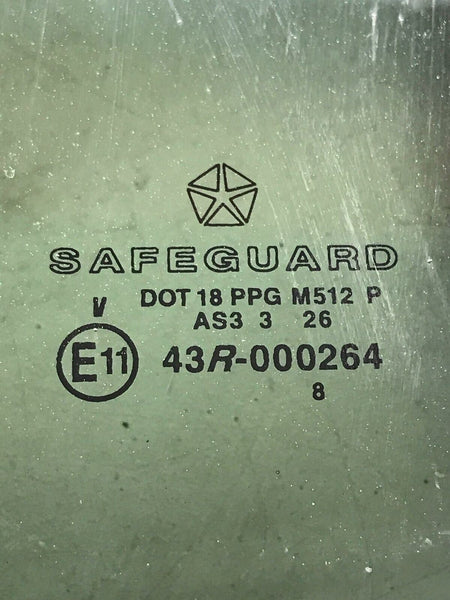 SAFEGUARD
DOT 18 PPG M512 P
AS3 3 26
V
E11 43R-000264
8